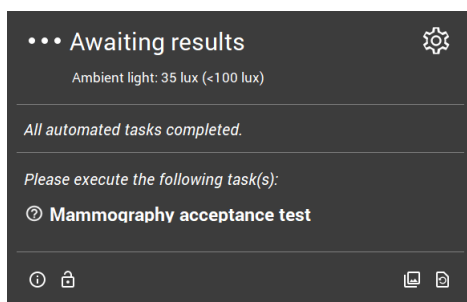 Awaiting results
Ambient light: 35 lux (<100 lux)
All automated tasks completed.
Please execute the following task(s):
Mammography acceptance test